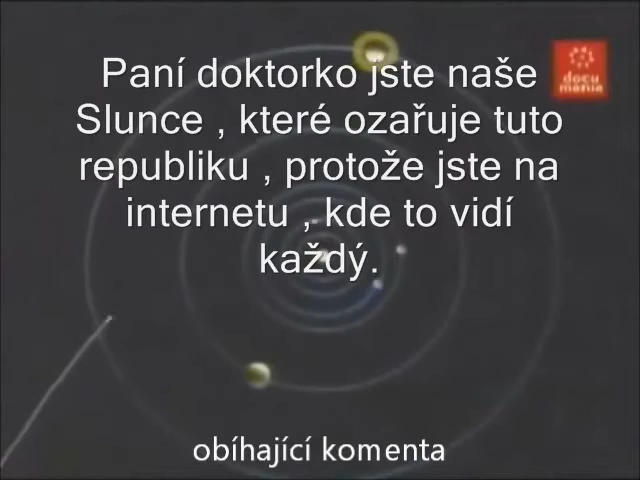 Paní doktorko jste naše
Slunce , které ozařuje tuto
republiku , protože jste na
internetu , kde to vidí
každý.
docu
mania
obíhající komenta